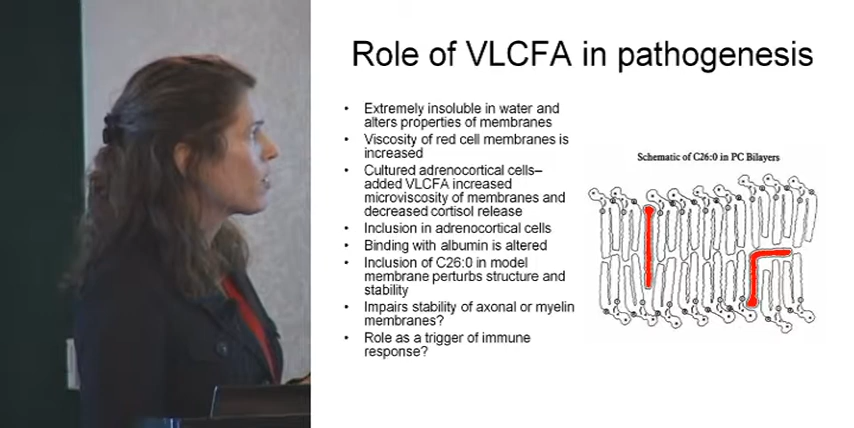 Role of VLCFA in pathogenesis
• Extremely insoluble in water and
alters properties of membranes
• Viscosity of red cell membranes is
increased
• Cultured adrenocortical cells–
added VLCFA increased
microviscosity of membranes and
decreased cortisol release
• Inclusion in adrenocortical cells
• Binding with albumin is altered
• Inclusion of C26:0 in model
membrane perturbs structure and
stability
• Impairs stability of axonal or myelin
membranes?
• Role as a trigger of immune
response?
Schematic of C26:0 in PC Bilayers